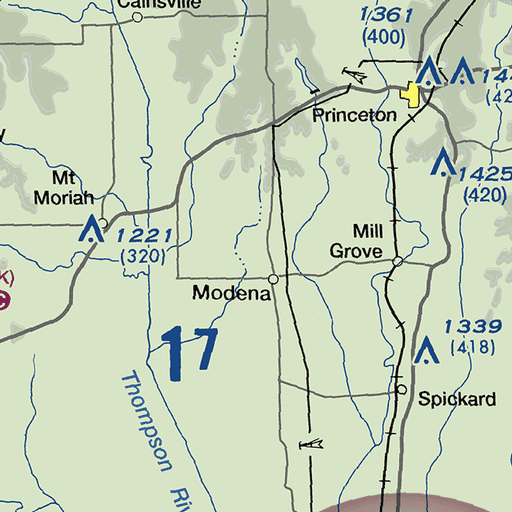 Cainsville
1361
(400)
Princeton
1425
(420)
Mt
Moriah
1221
(320)
Mill
Grove
K)
C
Modena
17
1339
(418)
Spickard
Thompson